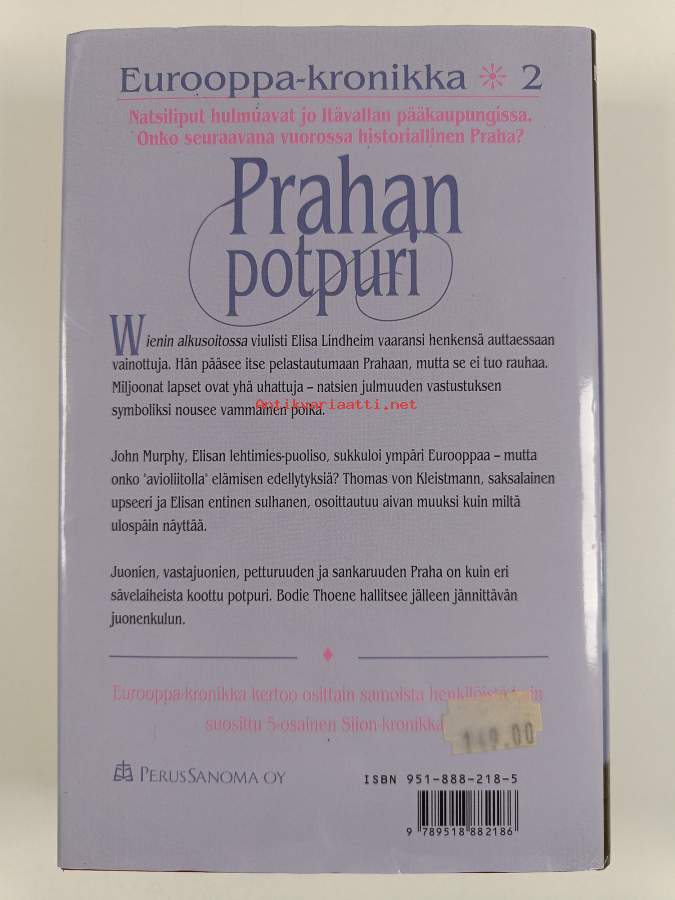 Eurooppa-kronikka * 2
Natsiliput hulmuavat jo Itävallan pääkaupungissa.
Onko seuraavana vuorossa historiallinen Praha?
Prahan
potpuri
Wienin alkusoitossa viulisti Elisa Lindheim vaaransi henkensä auttaessaan
vainottuja. Hän pääsee itse pelastautumaan Prahaan, mutta se ei tuo rauhaa.
Miljoonat lapset ovat yhä uhattuja – natsien julmuuden vastustuksen
symboliksi nousee vammainen poika.
Antikvariaatti.net
John Murphy, Elisan lehtimies-puoliso, sukkuloi ympäri Eurooppaa – mutta
onko "avioliitolla" elämisen edellytyksiä? Thomas von Kleistmann, saksalainen
upseeri ja Elisan entinen sulhanen, osoittautuu aivan muuksi kuin miltä
ulospäin näyttää.
Juonien, vastajuonien, petturuuden ja sankaruuden Praha on kuin eri
sävelaiheista koottu potpuri. Bodie Thoene hallitsee jälleen jännittävän
juonenkulun.
Eurooppa-kronikka kertoo osittain samoista henkilöistä kuin
suosittu 5-osainen Siion-kronikka
149.00
PERUSSANOMA OY
ISBN 951-888-218-5
9 789518 882186